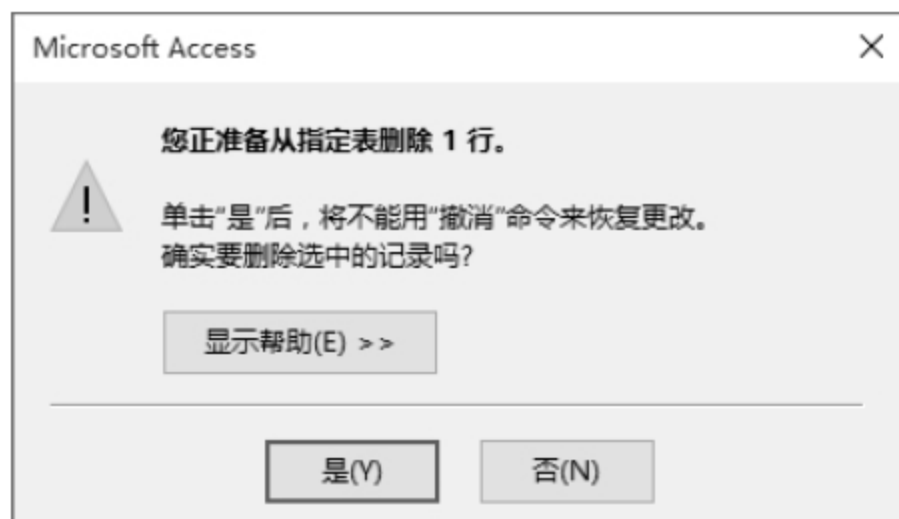 Microsoft Access
您正准备从指定表删除 1 行。
单击“是”后，将不能用“撤消”命令来恢复更改。
确实要删除选中的记录吗?
显示帮助(E) >>
是(Y)
否(N)